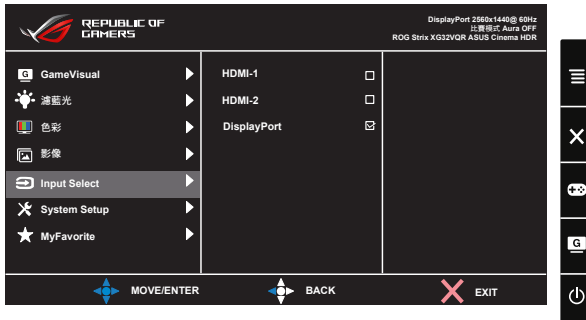 REPUBLIC OF
GAMERS
DisplayPort 2560x1440@ 60Hz
比賽模式 Aura OFF
ROG Strix XG32VQR ASUS Cinema HDR
G GameVisual
濾藍光
色彩
影像
Input Select
System Setup
MyFavorite
HDMI-1
HDMI-2
DisplayPort
MOVE/ENTER
BACK
EXIT
G